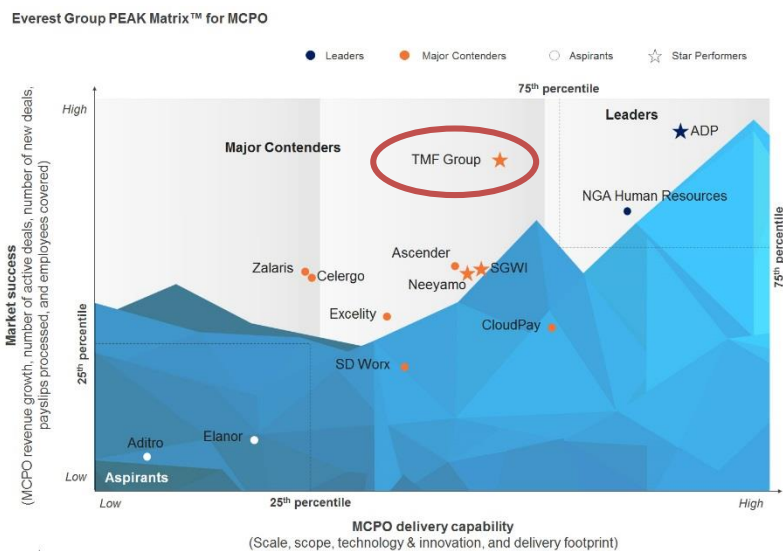 Everest Group PEAK Matrix™ for MCPO
Leaders
Major Contenders
Aspirants
Star Performers
75th percentile
High
Leaders
ADP
Major Contenders
TMF Group
NGA Human Resources
75th percentile
Ascender
Zalaris
Celergo
SGWI
Neeyamo
Excelity
CloudPay
SD Worx
25th percentile
Market success
(MCPO revenue growth, number of active deals, number of new deals,
payslips processed, and employees covered)
Elanor
Aditro
Aspirants
Low
Low
25th percentile
High
MCPO delivery capability
(Scale, scope, technology & innovation, and delivery footprint)